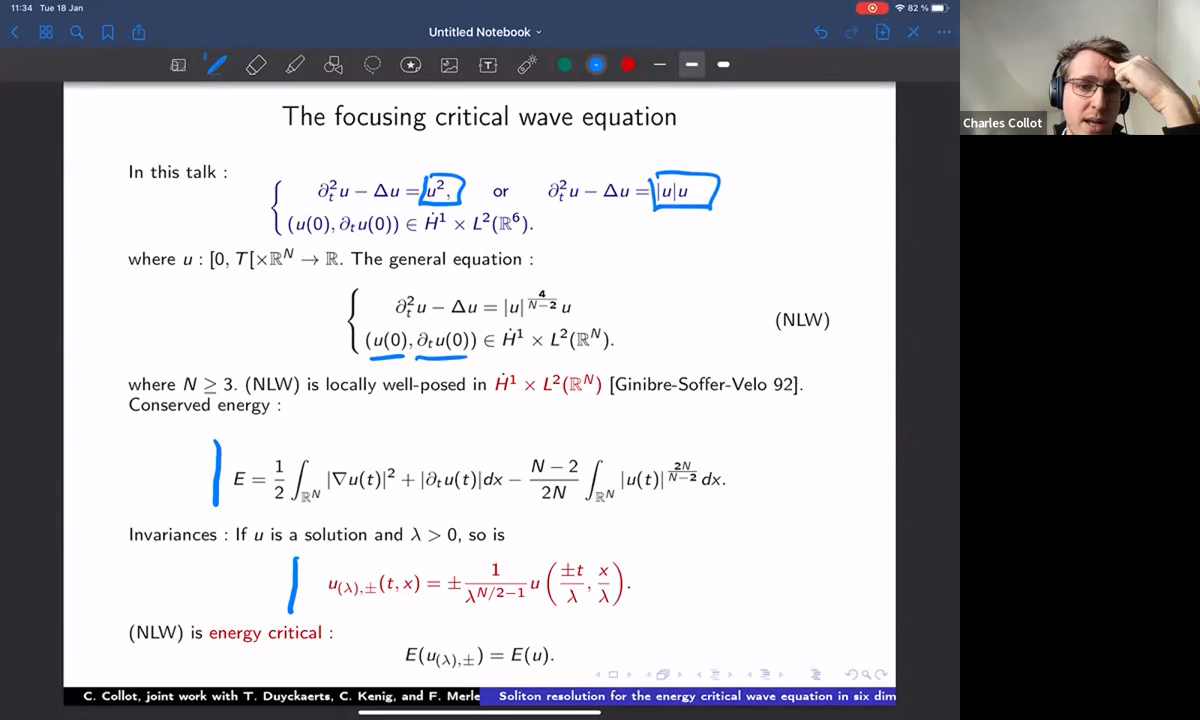 11:34 Tue 18 Jan
82 %
Untitled Notebook
The focusing critical wave equation
In this talk :
∂²ₜu − Δu = u², or ∂²ₜu − Δu = |u|u
(u(0), ∂ₜu(0)) ∈ Ḣ¹ × L²(ℝ⁶).
where u : [0, T[×ℝᴺ → ℝ. The general equation :
∂²ₜu − Δu = |u|^{4/(N−2)} u
(NLW)
(u(0), ∂ₜu(0)) ∈ Ḣ¹ × L²(ℝᴺ).
where N ≥ 3. (NLW) is locally well-posed in Ḣ¹ × L²(ℝᴺ) [Ginibre-Soffer-Velo 92].
Conserved energy :
E = 1/2 ∫_{ℝᴺ} |∇u(t)|² + |∂ₜu(t)|dx − (N − 2)/(2N) ∫_{ℝᴺ} |u(t)|^{2N/(N−2)} dx.
Invariances : If u is a solution and λ > 0, so is
u_{(λ),±}(t, x) = ± 1/λ^{N/2−1} u (±t/λ, x/λ).
(NLW) is energy critical :
E(u_{(λ),±}) = E(u).
C. Collot, joint work with T. Duyckaerts, C. Kenig, and F. Merle
Soliton resolution for the energy critical wave equation in six dim
Charles Collot